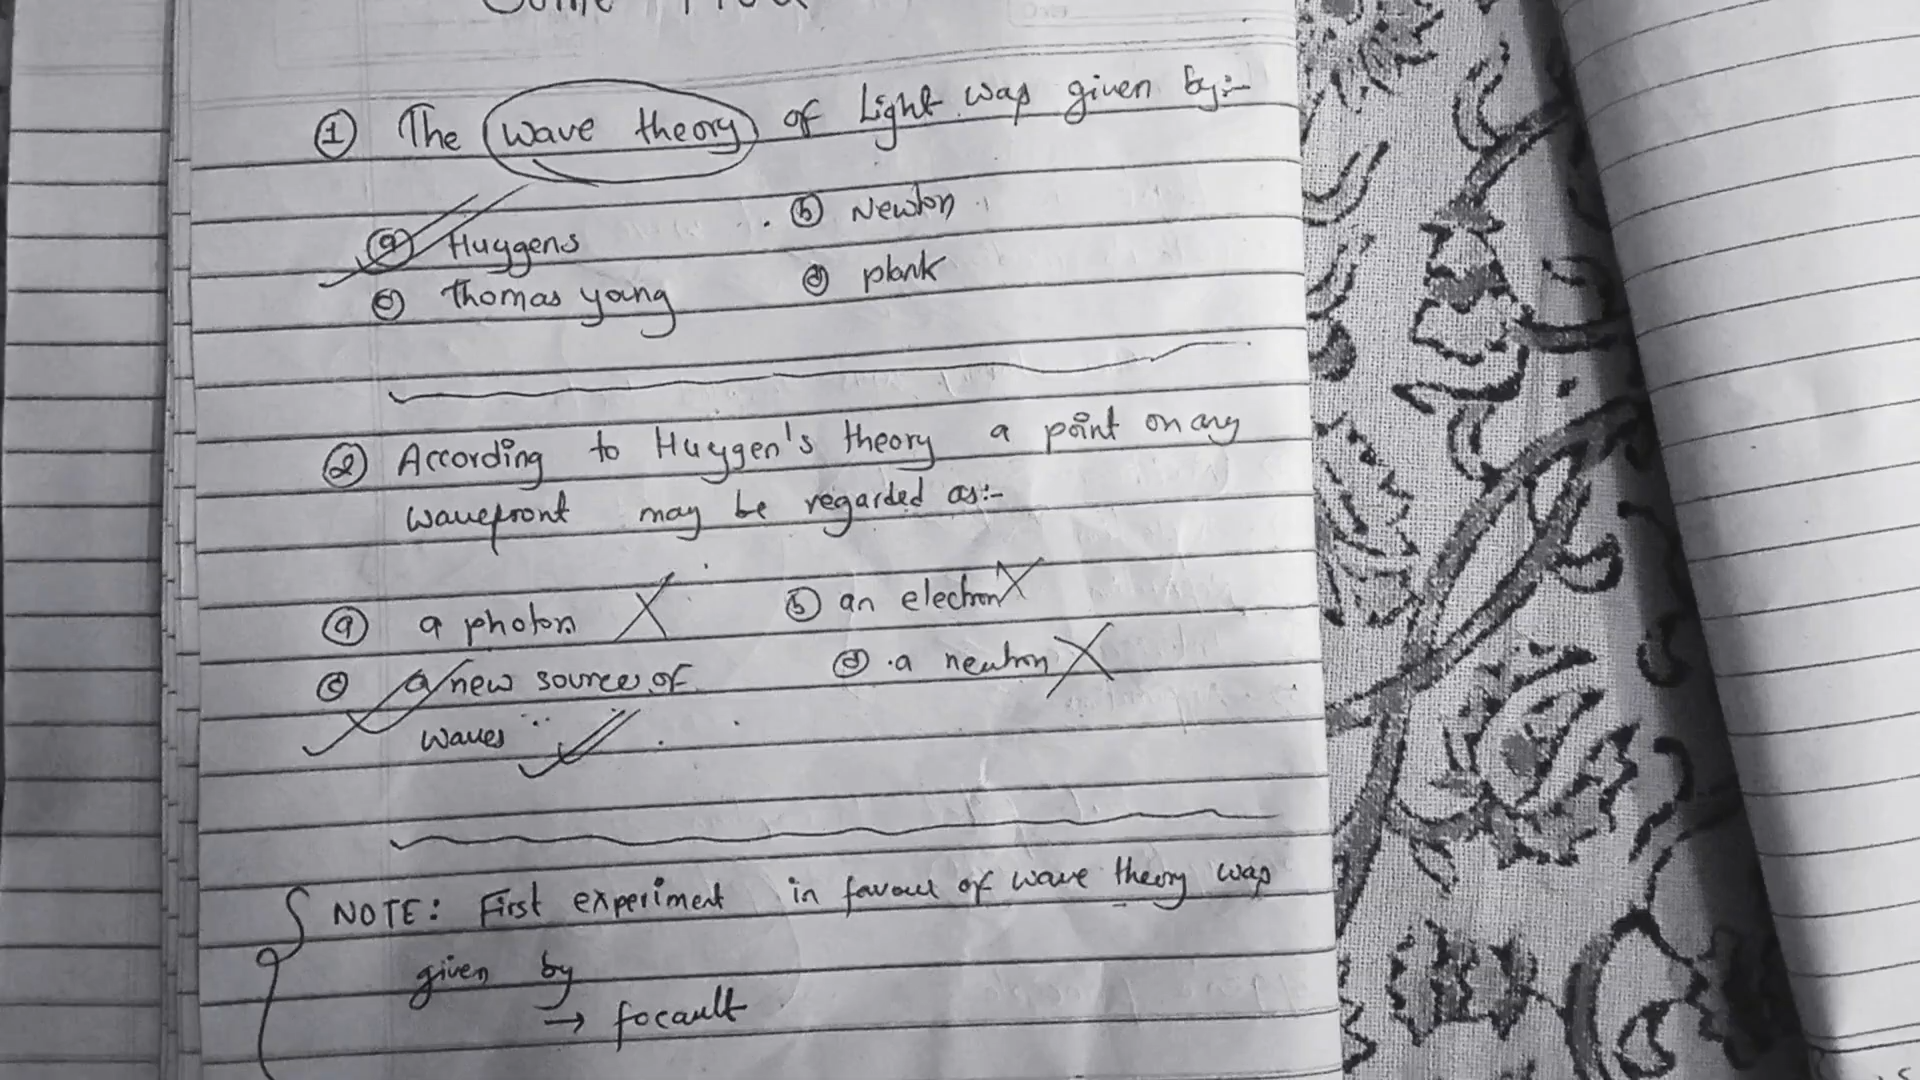 ① The wave theory of Light was given by:-
ⓐ Huygens ⓑ Newton
ⓒ Thomas young ⓓ plank
② According to Huygen's theory a point on any
wavefront may be regarded as:-
ⓐ a photon ⓑ an electron
ⓒ a new source of ⓓ a neutron
waves
NOTE: First experiment in favour of wave theory was
given by
→ focault